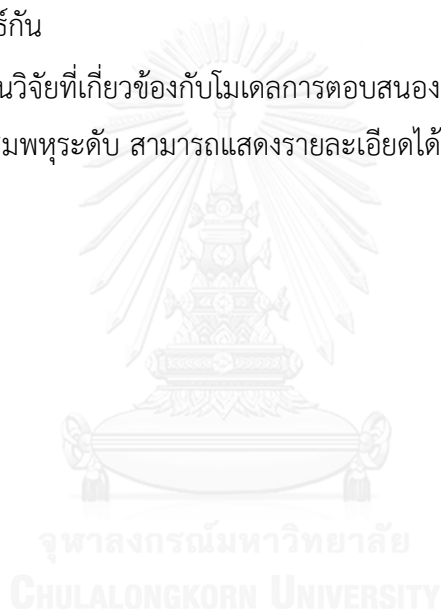 ธ์กัน
นวิจัยที่เกี่ยวข้องกับโมเดลการตอบสนอง
สมพหุระดับ สามารถแสดงรายละเอียดได้
จุฬาลงกรณ์มหาวิทยาลัย
CHULALONGKORN UNIVERSITY